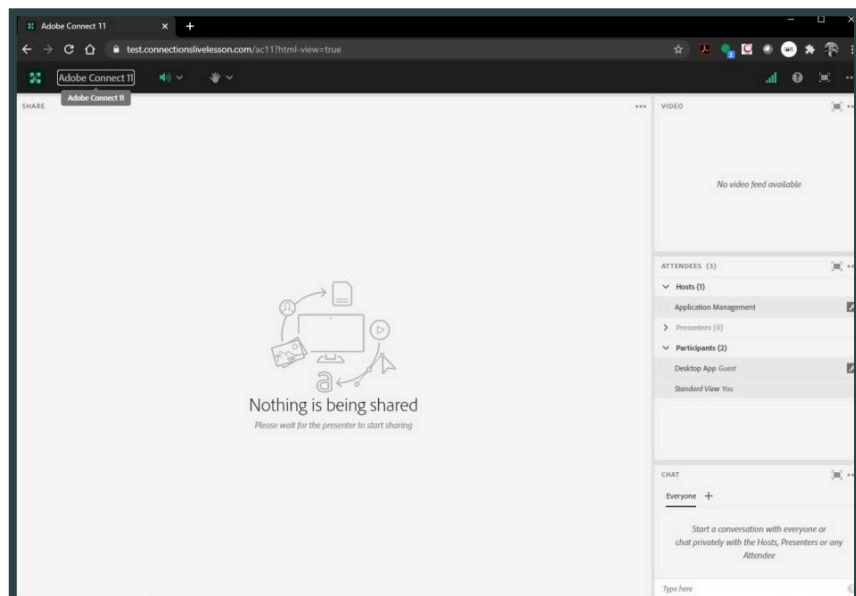 Adobe Connect 11
test.connectionslivelesson.com/ac11?html-view=true
Adobe Connect 11
Adobe Connect 11
SHARE
VIDEO
No video feed available
ATTENDEES (3)
Hosts (1)
Application Management
Presenters (0)
Participants (2)
Desktop App Guest
Standard View You
a
Nothing is being shared
Please wait for the presenter to start sharing
CHAT
Everyone
Start a conversation with everyone or
chat privately with the Hosts, Presenters or any
Attendee
Type here